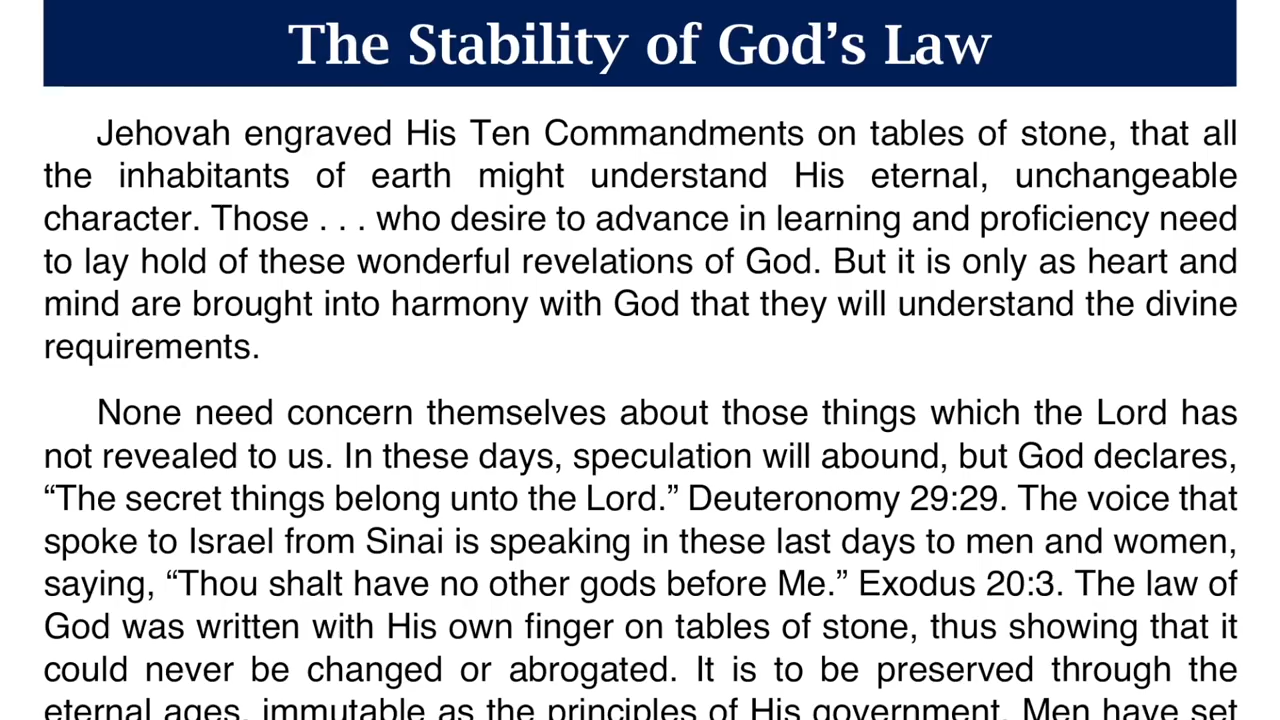 The Stability of God’s Law
Jehovah engraved His Ten Commandments on tables of stone, that all
the inhabitants of earth might understand His eternal, unchangeable
character. Those . . . who desire to advance in learning and proficiency need
to lay hold of these wonderful revelations of God. But it is only as heart and
mind are brought into harmony with God that they will understand the divine
requirements.
None need concern themselves about those things which the Lord has
not revealed to us. In these days, speculation will abound, but God declares,
“The secret things belong unto the Lord.” Deuteronomy 29:29. The voice that
spoke to Israel from Sinai is speaking in these last days to men and women,
saying, “Thou shalt have no other gods before Me.” Exodus 20:3. The law of
God was written with His own finger on tables of stone, thus showing that it
could never be changed or abrogated. It is to be preserved through the
eternal ages, immutable as the principles of His government. Men have set